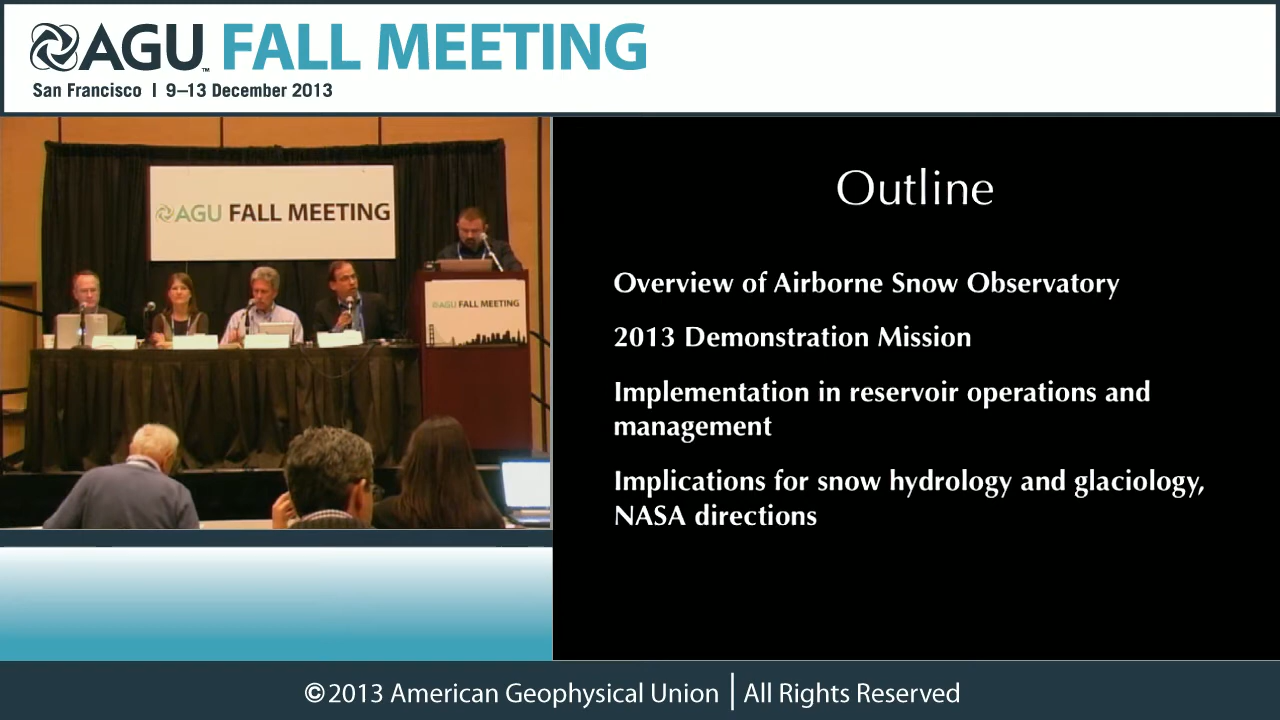 AGU FALL MEETING
San Francisco | 9–13 December 2013
AGU FALL MEETING
AGU FALL MEETING
Outline
Overview of Airborne Snow Observatory
2013 Demonstration Mission
Implementation in reservoir operations and
management
Implications for snow hydrology and glaciology,
NASA directions
©2013 American Geophysical Union | All Rights Reserved